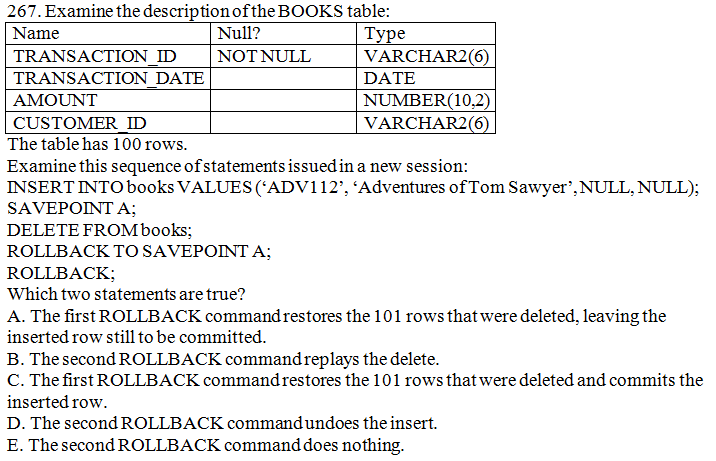 267. Examine the description of the BOOKS table:
Name Null? Type
TRANSACTION_ID NOT NULL VARCHAR2(6)
TRANSACTION_DATE DATE
AMOUNT NUMBER(10,2)
CUSTOMER_ID VARCHAR2(6)
The table has 100 rows.
Examine this sequence of statements issued in a new session:
INSERT INTO books VALUES (‘ADV112’, ‘Adventures of Tom Sawyer’, NULL, NULL);
SAVEPOINT A;
DELETE FROM books;
ROLLBACK TO SAVEPOINT A;
ROLLBACK;
Which two statements are true?
A. The first ROLLBACK command restores the 101 rows that were deleted, leaving the
inserted row still to be committed.
B. The second ROLLBACK command replays the delete.
C. The first ROLLBACK command restores the 101 rows that were deleted and commits the
inserted row.
D. The second ROLLBACK command undoes the insert.
E. The second ROLLBACK command does nothing.